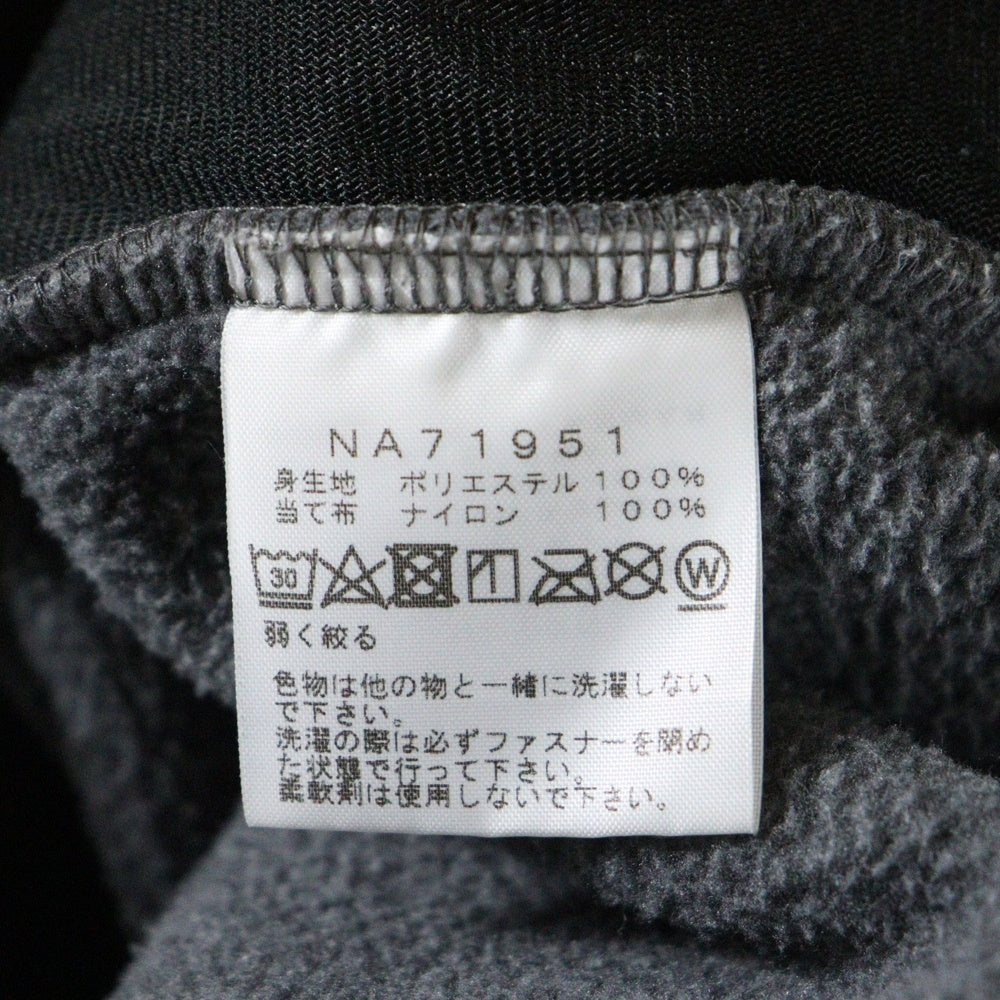 NA71951
身生地 ポリエステル 100%
当て布 ナイロン 100%
30 W
弱く絞る
色物は他の物と一緒に洗濯しない
で下さい。
洗濯の際は必ずファスナーを閉め
た状態で行って下さい。
柔軟剤は使用しないで下さい。